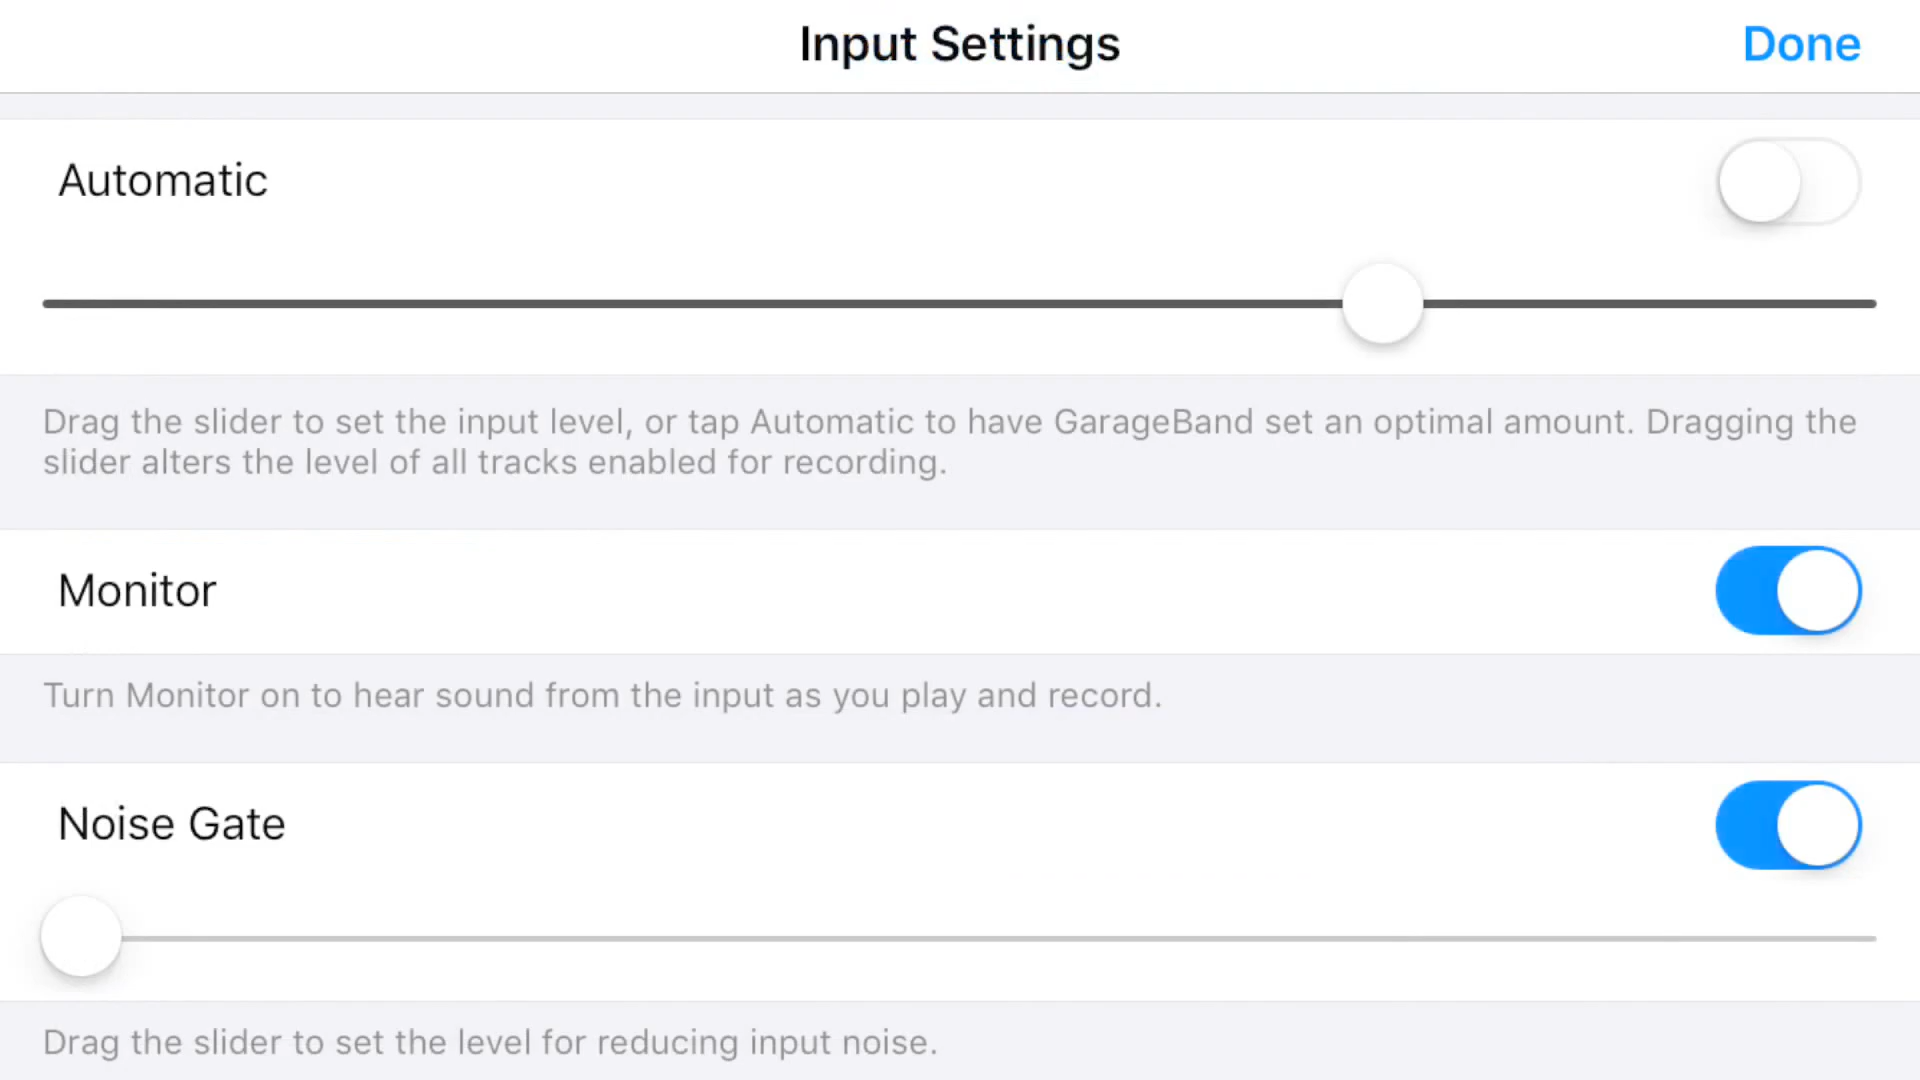 Input Settings
Done
Automatic
Drag the slider to set the input level, or tap Automatic to have GarageBand set an optimal amount. Dragging the
slider alters the level of all tracks enabled for recording.
Monitor
Turn Monitor on to hear sound from the input as you play and record.
Noise Gate
Drag the slider to set the level for reducing input noise.